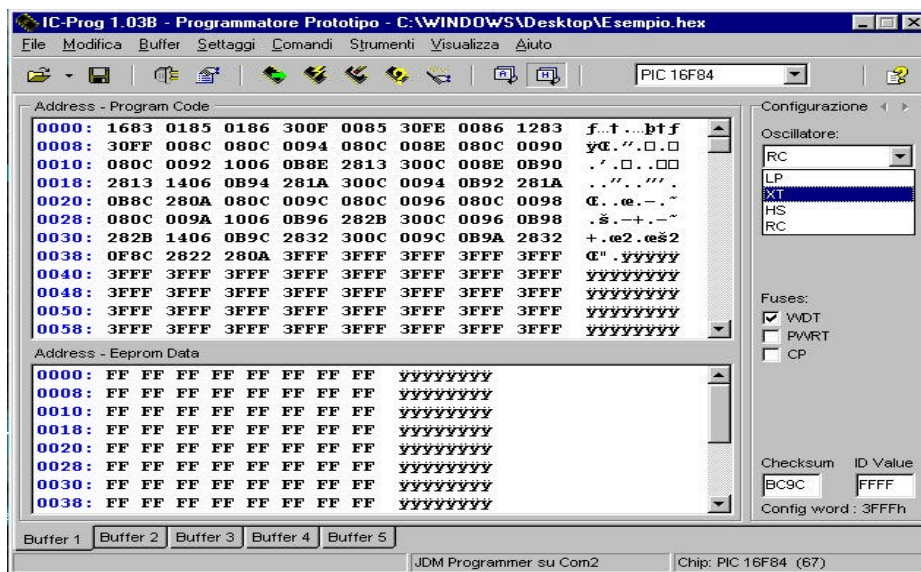 IC-Prog 1.03B - Programmatore Prototipo - C:\WINDOWS\Desktop\Esempio.hex
File Modifica Buffer Settaggi Comandi Strumenti Visualizza Aiuto
PIC 16F84
Address - Program Code
0000: 1683 0185 0186 300F 0085 30FE 0086 1283
0008: 30FF 008C 080C 0094 080C 008E 080C 0090
0010: 080C 0092 1006 0B8E 2813 300C 008E 0B90
0018: 2813 1406 0B94 281A 300C 0094 0B92 281A
0020: 0B8C 280A 080C 009C 080C 0096 080C 0098
0028: 080C 009A 1006 0B96 282B 300C 0096 0B98
0030: 282B 1406 0B9C 2832 300C 009C 0B9A 2832
0038: 0F8C 2822 280A 3FFF 3FFF 3FFF 3FFF 3FFF
0040: 3FFF 3FFF 3FFF 3FFF 3FFF 3FFF 3FFF 3FFF ÿÿÿÿÿÿÿÿ
0048: 3FFF 3FFF 3FFF 3FFF 3FFF 3FFF 3FFF 3FFF ÿÿÿÿÿÿÿÿ
0050: 3FFF 3FFF 3FFF 3FFF 3FFF 3FFF 3FFF 3FFF ÿÿÿÿÿÿÿÿ
0058: 3FFF 3FFF 3FFF 3FFF 3FFF 3FFF 3FFF 3FFF ÿÿÿÿÿÿÿÿ
Address - Eeprom Data
0000: FF FF FF FF FF FF FF FF ÿÿÿÿÿÿÿÿ
0008: FF FF FF FF FF FF FF FF ÿÿÿÿÿÿÿÿ
0010: FF FF FF FF FF FF FF FF ÿÿÿÿÿÿÿÿ
0018: FF FF FF FF FF FF FF FF ÿÿÿÿÿÿÿÿ
0020: FF FF FF FF FF FF FF FF ÿÿÿÿÿÿÿÿ
0028: FF FF FF FF FF FF FF FF ÿÿÿÿÿÿÿÿ
0030: FF FF FF FF FF FF FF FF ÿÿÿÿÿÿÿÿ
0038: FF FF FF FF FF FF FF FF ÿÿÿÿÿÿÿÿ
Configurazione
Oscillatore:
RC
LP
XT
HS
RC
Fuses:
WDT
PWRT
CP
Checksum ID Value
BC9C FFFF
Config word : 3FFFh
Buffer 1 Buffer 2 Buffer 3 Buffer 4 Buffer 5
JDM Programmer su Com2 Chip: PIC 16F84 (67)